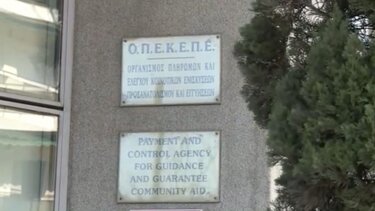 Ο.Π.Ε.Κ.Ε.Π.Ε.
ΟΡΓΑΝΙΣΜΟΣ ΠΛΗΡΩΜΩΝ ΚΑΙ
ΕΛΕΓΧΟΥ ΚΟΙΝΟΤΙΚΩΝ ΕΝΙΣΧΥΣΕΩΝ
ΠΡΟΣΑΝΑΤΟΛΙΣΜΟΥ ΚΑΙ ΕΓΓΥΗΣΕΩΝ
PAYMENT AND
CONTROL AGENCY
FOR GUIDANCE
AND GUARANTEE
COMMUNITY AID